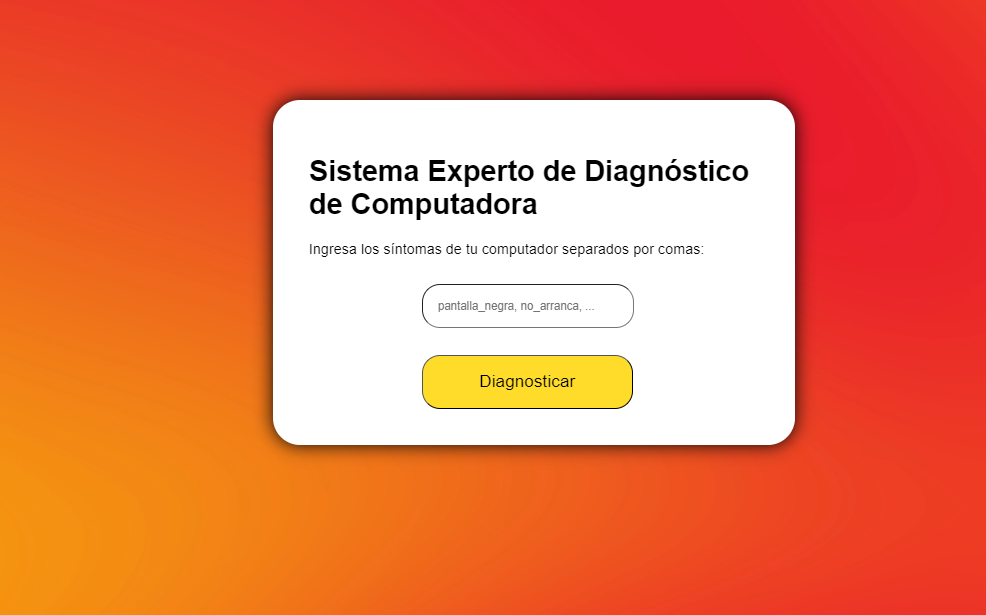 Sistema Experto de Diagnóstico
de Computadora
Ingresa los síntomas de tu computador separados por comas:
pantalla_negra, no_arranca, ...
Diagnosticar